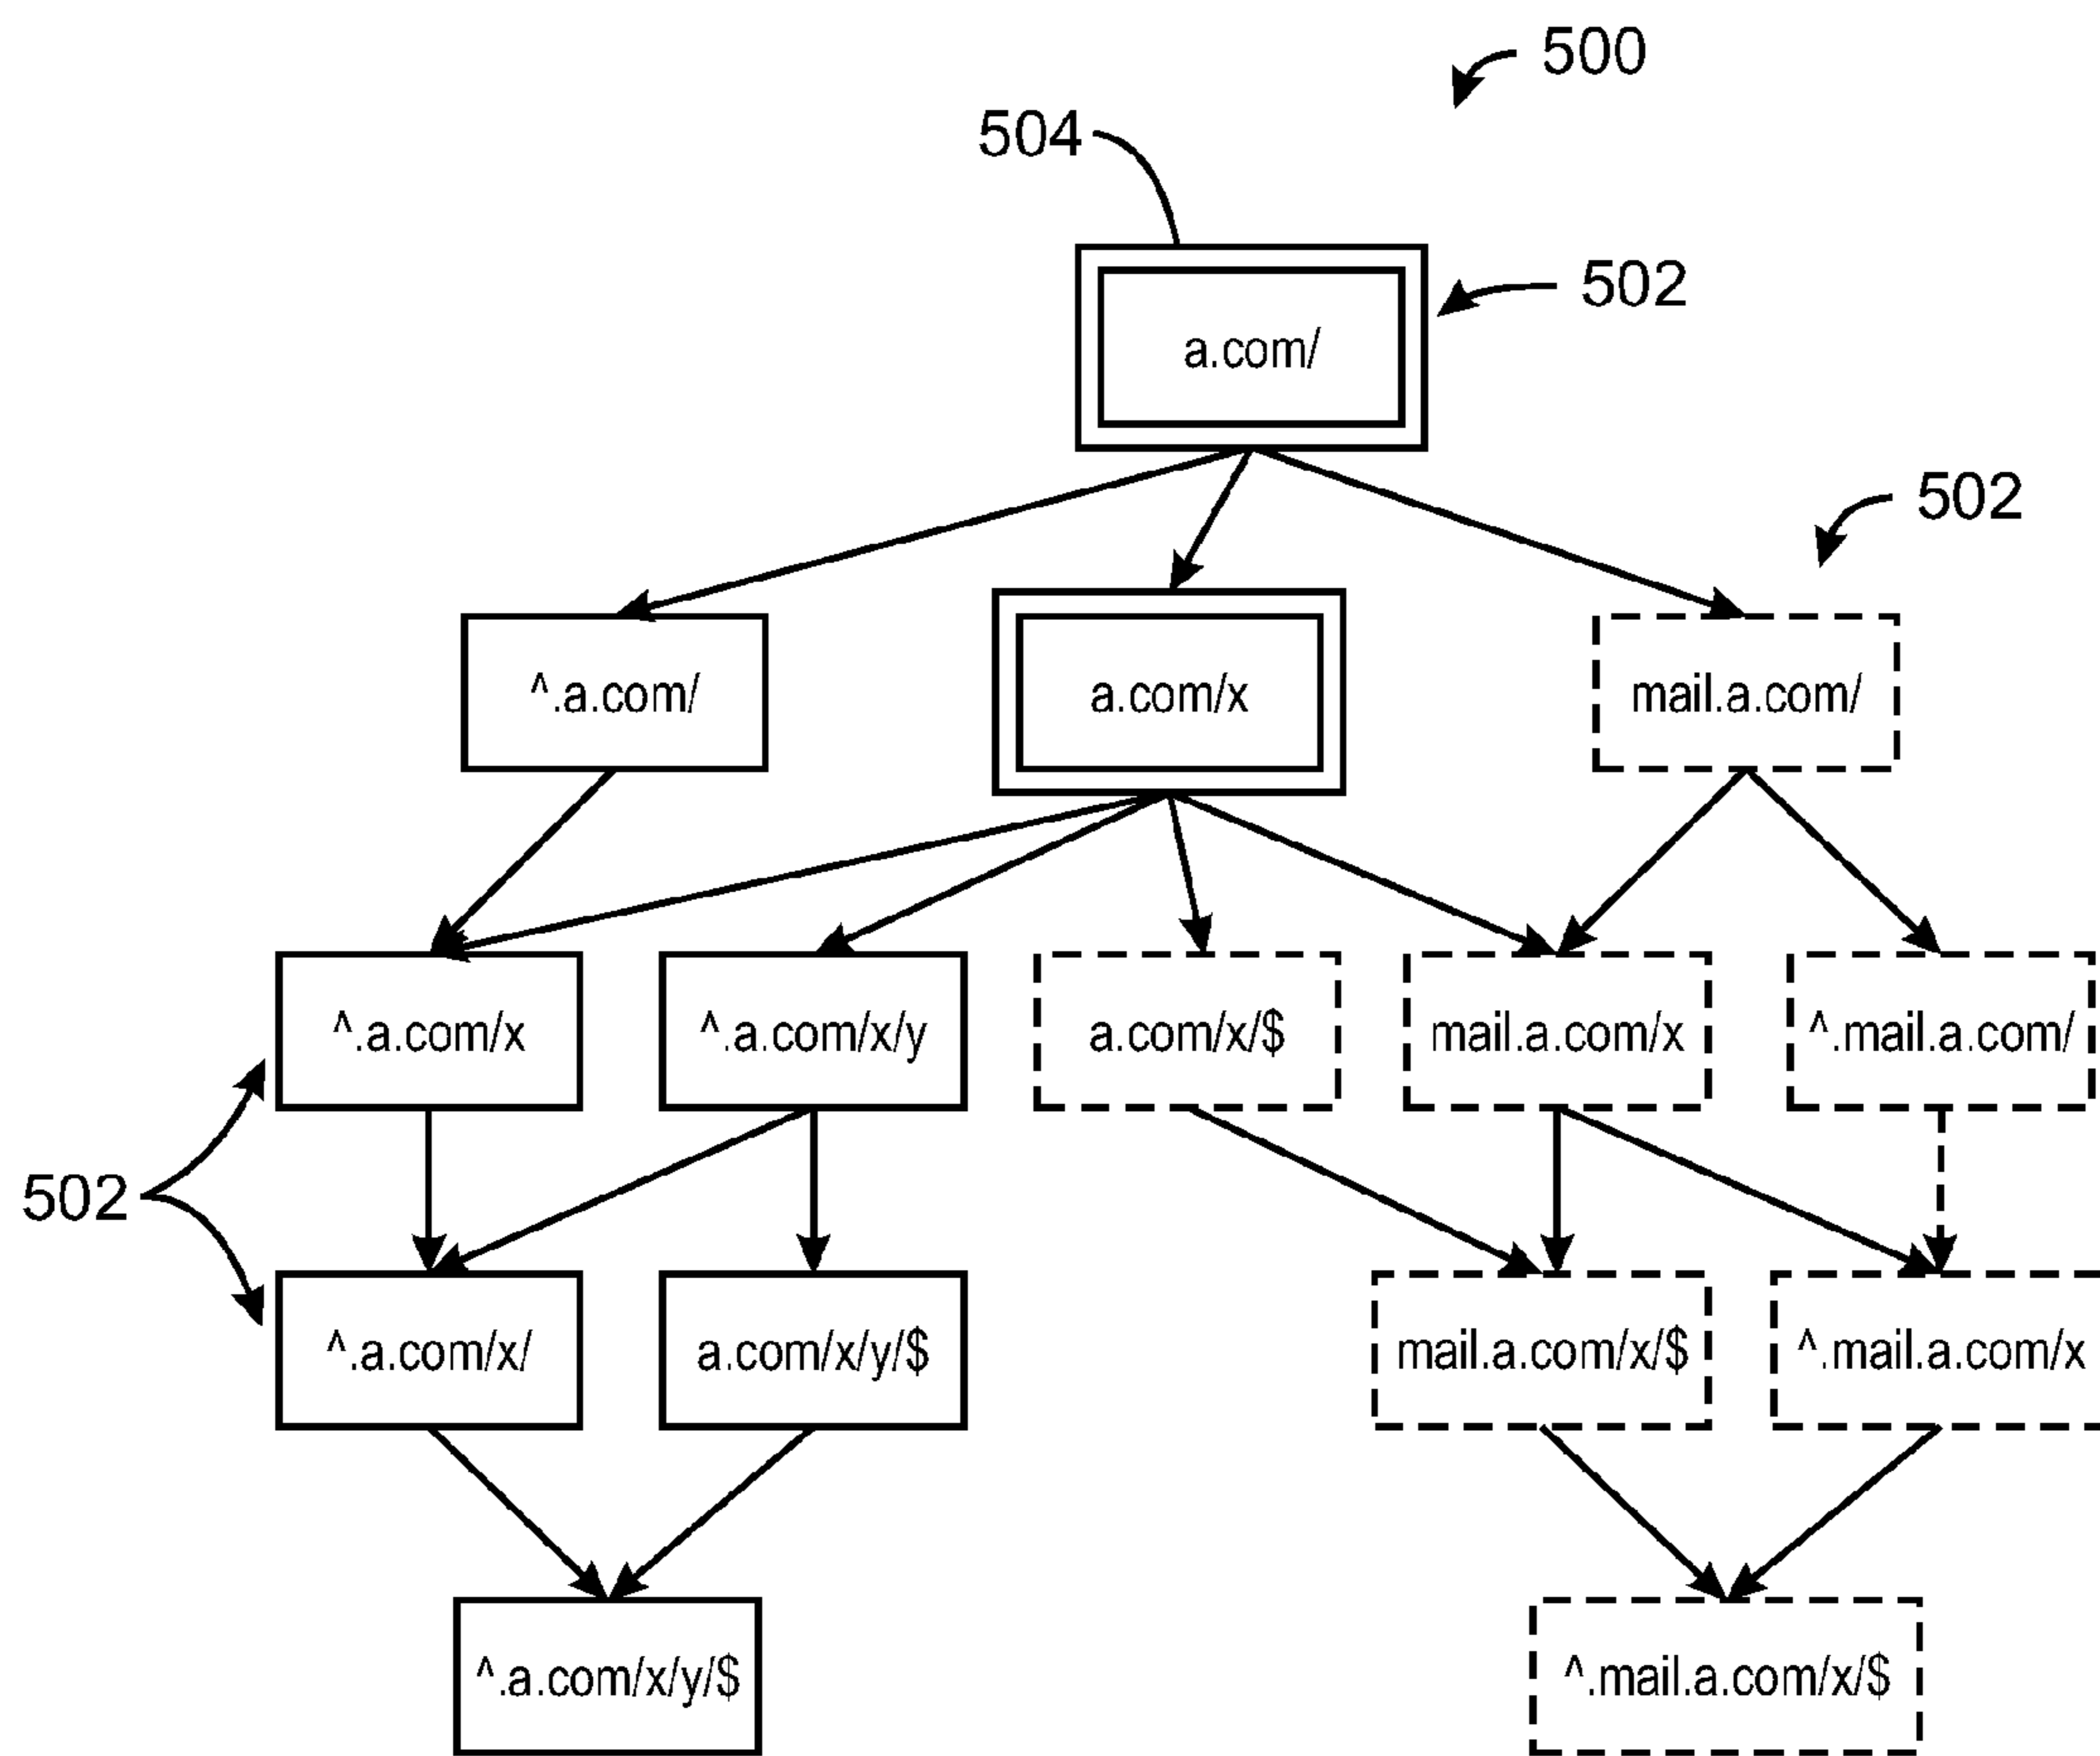 500
504
502
a.com/
502
^.a.com/
a.com/x
mail.a.com/
^.a.com/x
^.a.com/x/y
a.com/x/$
mail.a.com/x
^.mail.a.com/
502
^.a.com/x/
a.com/x/y/$
mail.a.com/x/$
^.mail.a.com/x
^.a.com/x/y/$
^.mail.a.com/x/$